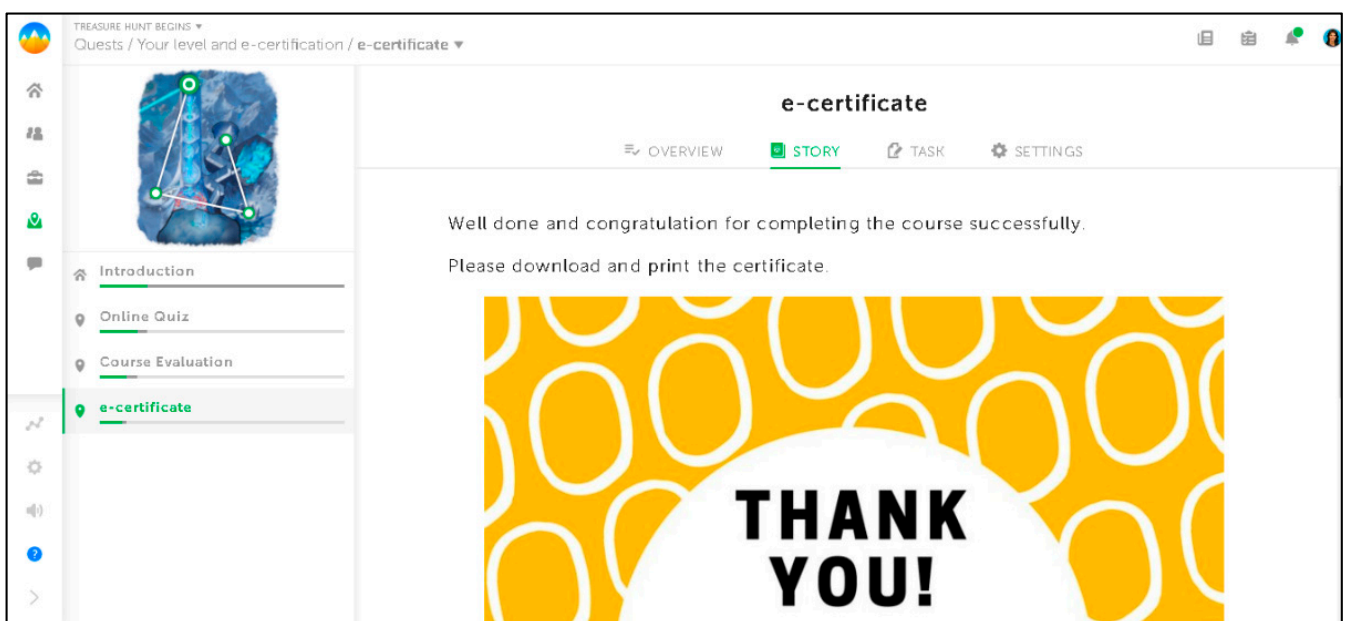 TREASURE HUNT BEGINS ▾
Quests / Your level and e-certification / e-certificate ▾
e-certificate
OVERVIEW STORY TASK SETTINGS
Well done and congratulation for completing the course successfully.
Please download and print the certificate.
Introduction
Online Quiz
Course Evaluation
e-certificate
THANK
YOU!
?